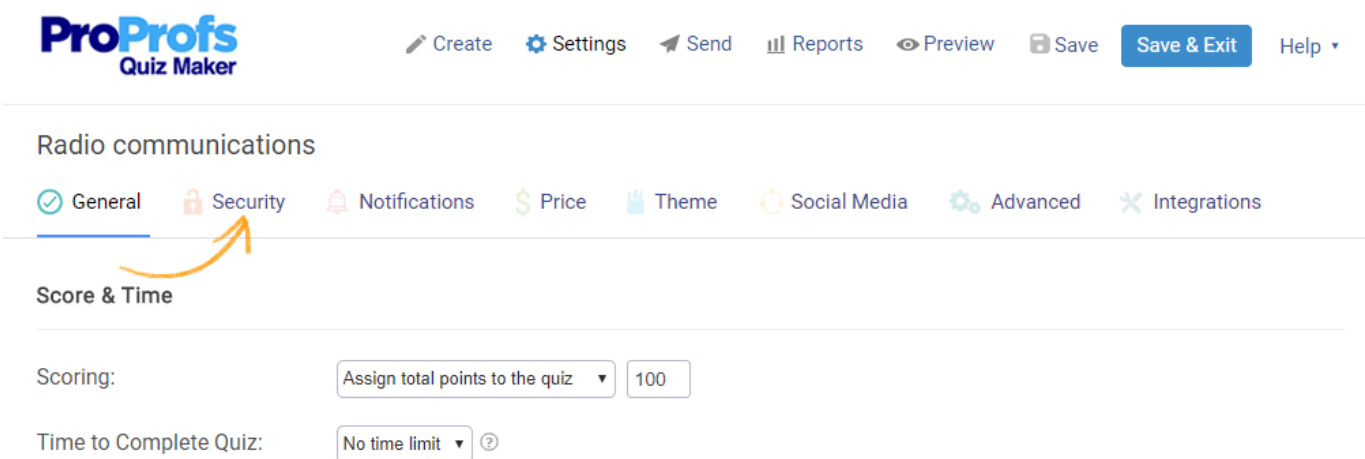 ProProfs
Quiz Maker
Create Settings Send Reports Preview Save Save & Exit Help
Radio communications
General Security Notifications Price Theme Social Media Advanced Integrations
Score & Time
Scoring: Assign total points to the quiz 100
Time to Complete Quiz: No time limit ?